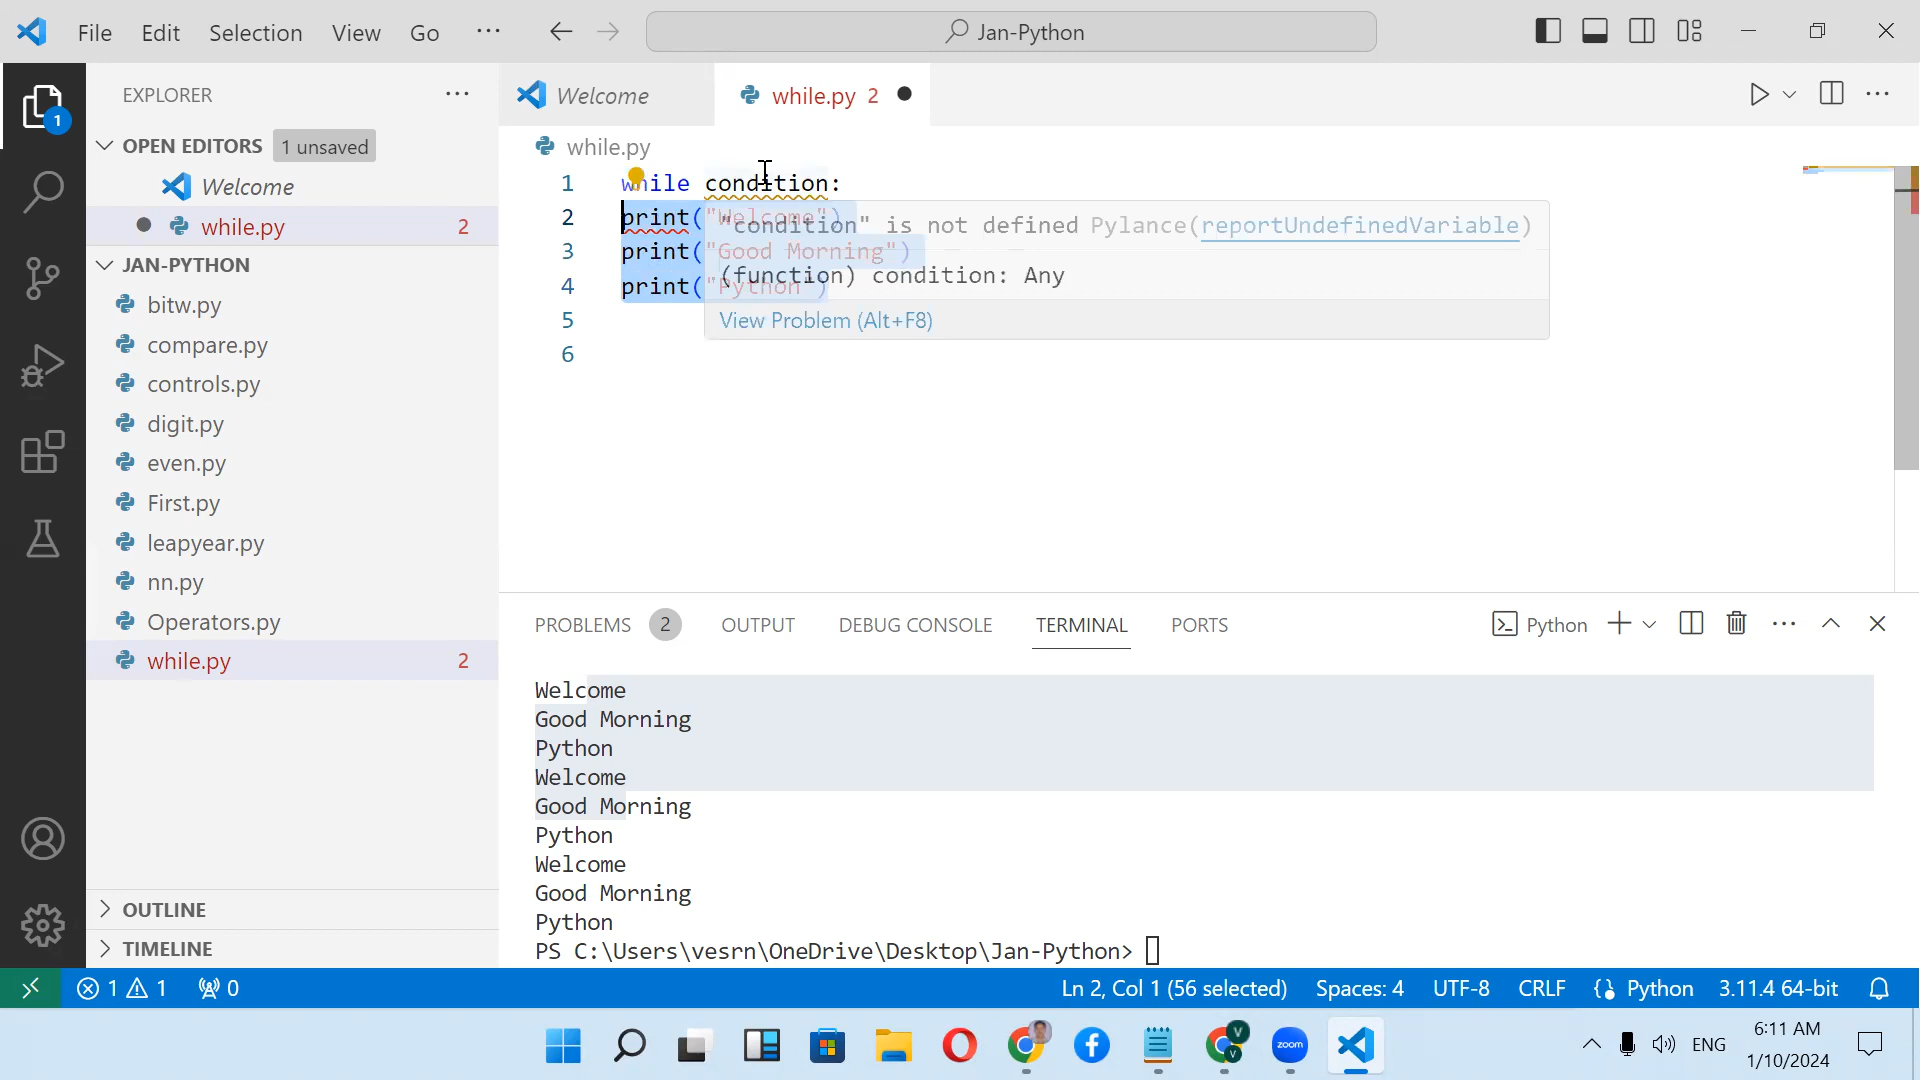 File Edit Selection View Go ··· Jan-Python
EXPLORER ···
OPEN EDITORS 1 unsaved
Welcome
while.py 2
JAN-PYTHON
bitw.py
compare.py
controls.py
digit.py
even.py
First.py
leapyear.py
nn.py
Operators.py
while.py 2
OUTLINE
TIMELINE
1
Welcome while.py 2
while.py
1 while condition:
2 print("Welcome")
3 print("Good Morning")
4 print("Python")
5
6
"condition" is not defined Pylance(reportUndefinedVariable)
(function) condition: Any
View Problem (Alt+F8)
PROBLEMS 2 OUTPUT DEBUG CONSOLE TERMINAL PORTS Python
Welcome
Good Morning
Python
Welcome
Good Morning
Python
Welcome
Good Morning
Python
PS C:\Users\vesrn\OneDrive\Desktop\Jan-Python>
1 1 0 Ln 2, Col 1 (56 selected) Spaces: 4 UTF-8 CRLF Python 3.11.4 64-bit
V
V
zoom
ENG
6:11 AM
1/10/2024